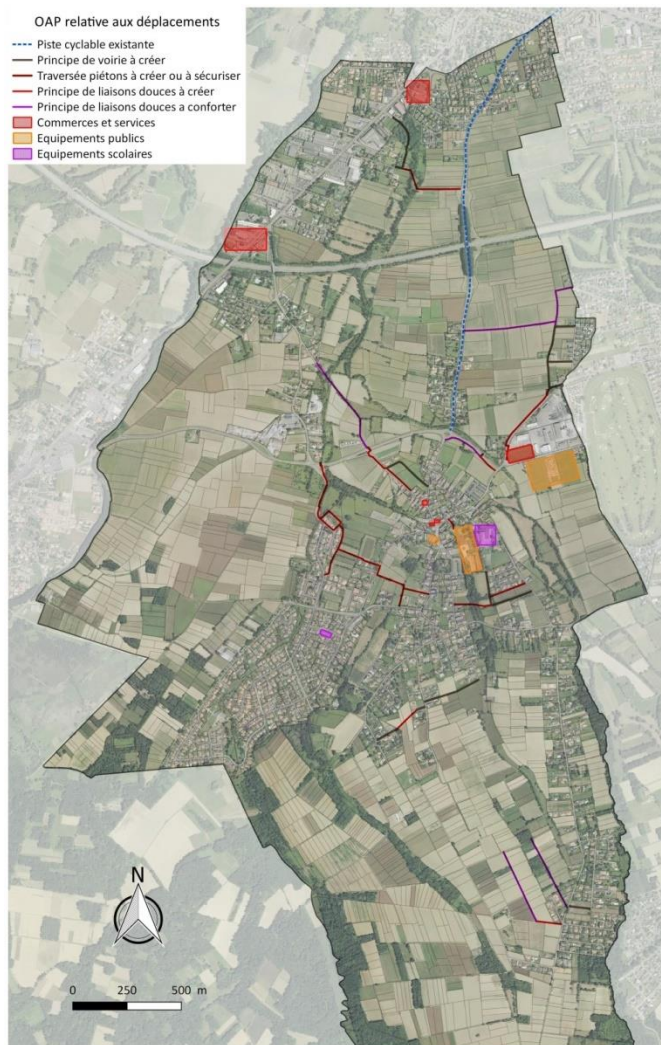 OAP relative aux déplacements
Piste cyclable existante
Principe de voirie à créer
Traversée piétons à créer ou à sécuriser
Principe de liaisons douces à créer
Principe de liaisons douces a conforter
Commerces et services
Equipements publics
Equipements scolaires
N
0 250 500 m